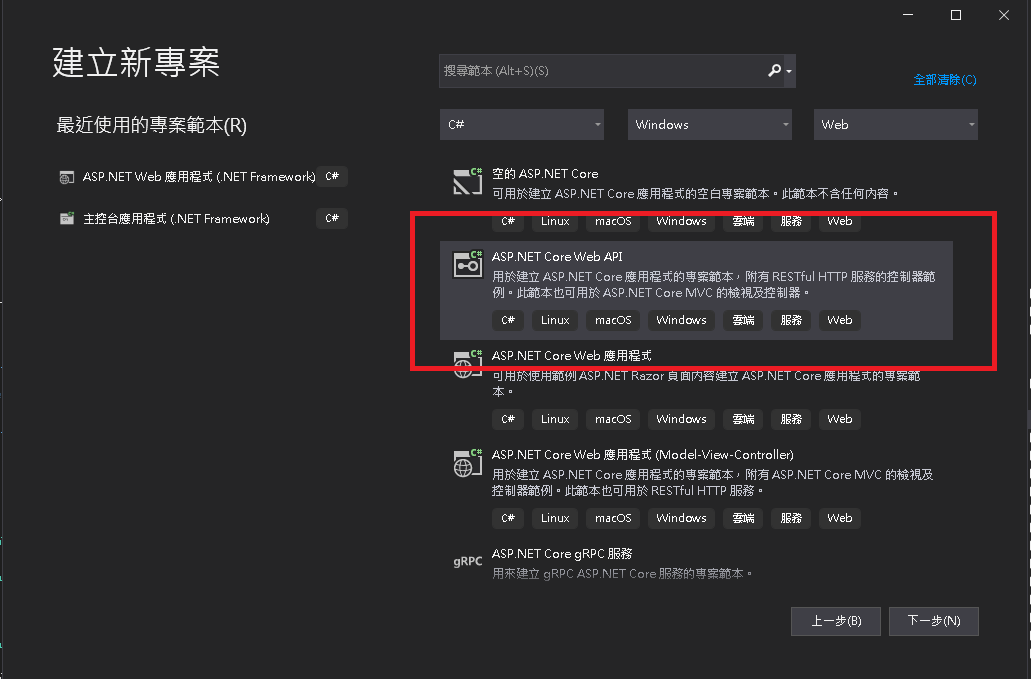 建立新專案
搜尋範本 (Alt+S)(S)
全部清除(C)
最近使用的專案範本(R)
C#
Windows
Web
ASP.NET Web 應用程式 (.NET Framework)
C#
主控台應用程式 (.NET Framework)
C#
空的 ASP.NET Core
可用於建立 ASP.NET Core 應用程式的空白專案範本。此範本不含任何內容。
C# Linux macOS Windows 雲端 服務 Web
ASP.NET Core Web API
用於建立 ASP.NET Core 應用程式的專案範本，附有 RESTful HTTP 服務的控制器範
例。此範本也可用於 ASP.NET Core MVC 的檢視及控制器。
C# Linux macOS Windows 雲端 服務 Web
ASP.NET Core Web 應用程式
可用於使用範例 ASP.NET Razor 頁面內容建立 ASP.NET Core 應用程式的專案範
本。
C# Linux macOS Windows 雲端 服務 Web
ASP.NET Core Web 應用程式 (Model-View-Controller)
用於建立 ASP.NET Core 應用程式的專案範本，附有 ASP.NET Core MVC 的檢視及
控制器範例。此範本也可用於 RESTful HTTP 服務。
C# Linux macOS Windows 雲端 服務 Web
gRPC
ASP.NET Core gRPC 服務
用來建立 gRPC ASP.NET Core 服務的專案範本。
上一步(B)
下一步(N)